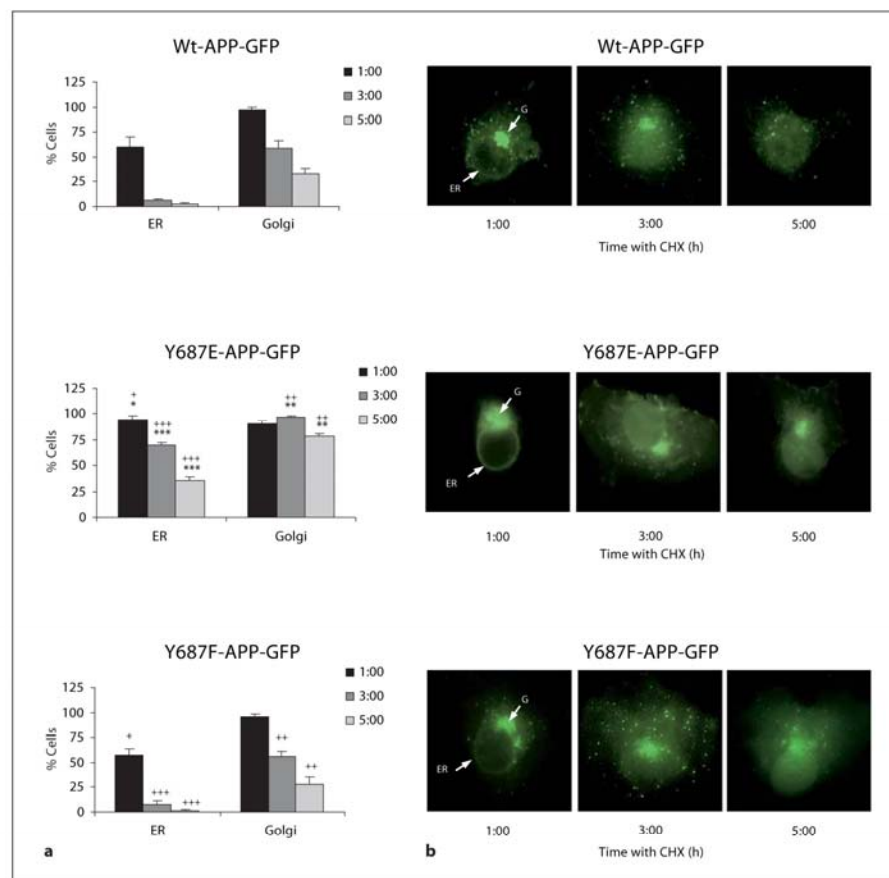 Wt-APP-GFP
1:00
3:00
5:00
% Cells
125
100
75
50
25
0
ER
Golgi
Wt-APP-GFP
G
ER
1:00
3:00
5:00
Time with CHX (h)
Y687E-APP-GFP
1:00
3:00
5:00
% Cells
125
100
75
50
25
0
+
*
+++
***
+++
***
++
**
++
**
ER
Golgi
Y687E-APP-GFP
G
ER
1:00
3:00
5:00
Time with CHX (h)
Y687F-APP-GFP
1:00
3:00
5:00
% Cells
125
100
75
50
25
0
+
+++
+++
++
++
ER
Golgi
a
Y687F-APP-GFP
G
ER
1:00
3:00
5:00
Time with CHX (h)
b